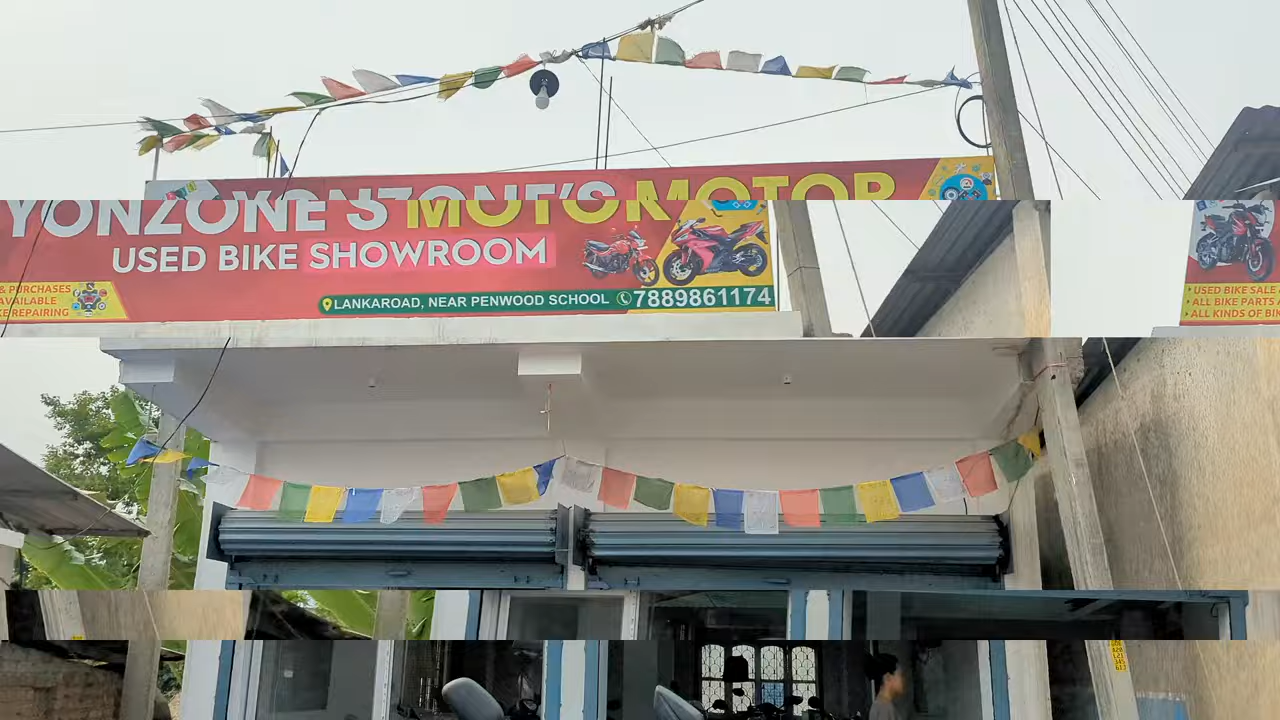 YONZONE'S MOTOR
USED BIKE SHOWROOM
& PURCHASES
AVAILABLE
REPAIRING
LANKAROAD, NEAR PENWOOD SCHOOL 7889861174
* USED BIKE SALE
* ALL BIKE PARTS
* ALL KINDS OF